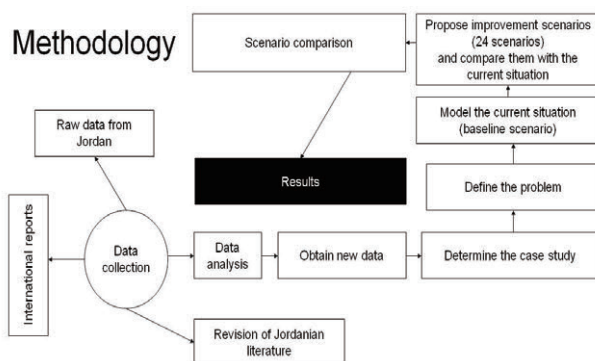 Methodology
Scenario comparison
Propose improvement scenarios
(24 scenarios)
and compare them with the
current situation
Raw data from
Jordan
Model the current situation
(baseline scenario)
Results
Define the problem
International reports
Data
collection
Data
analysis
Obtain new data
Determine the case study
Revision of Jordanian
literature